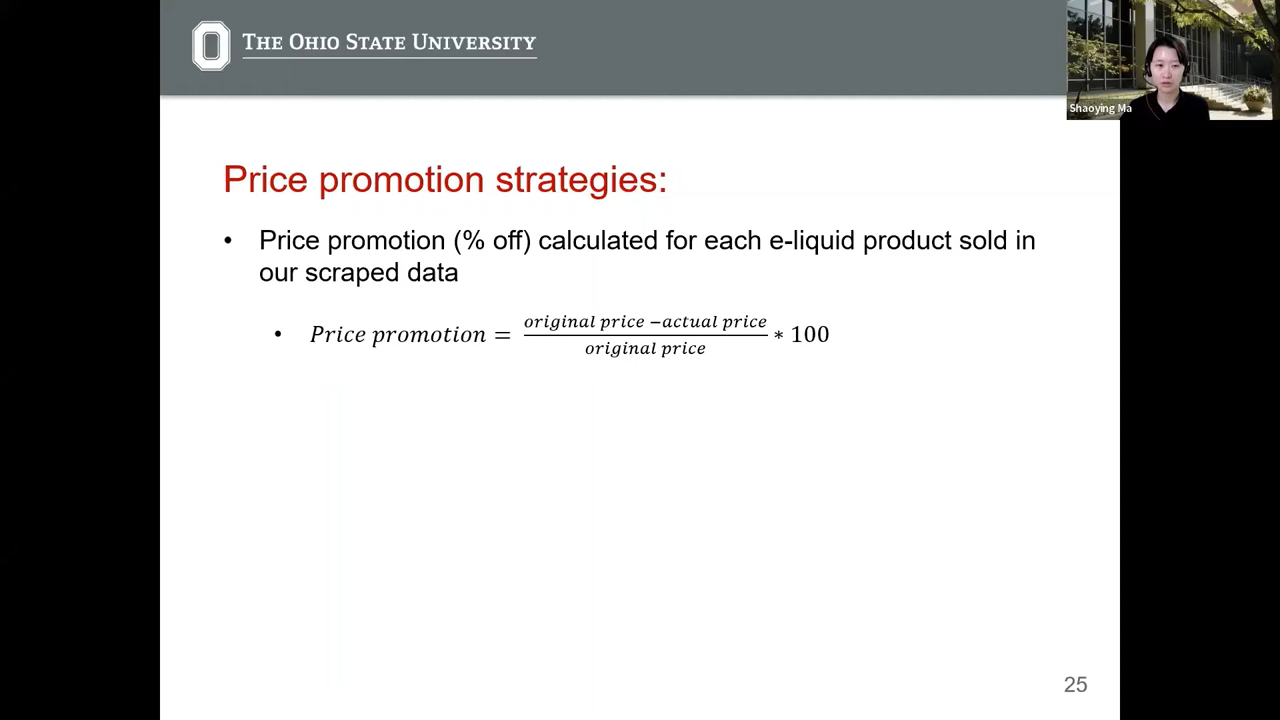 THE OHIO STATE UNIVERSITY
Shaoying Ma
Price promotion strategies:
• Price promotion (% off) calculated for each e-liquid product sold in
our scraped data
• Price promotion = (original price −actual price) / (original price) ∗ 100
25